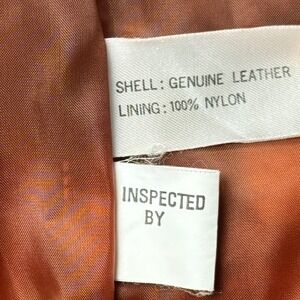 SHELL: GENUINE LEATHER
LINING: 100% NYLON
INSPECTED
BY